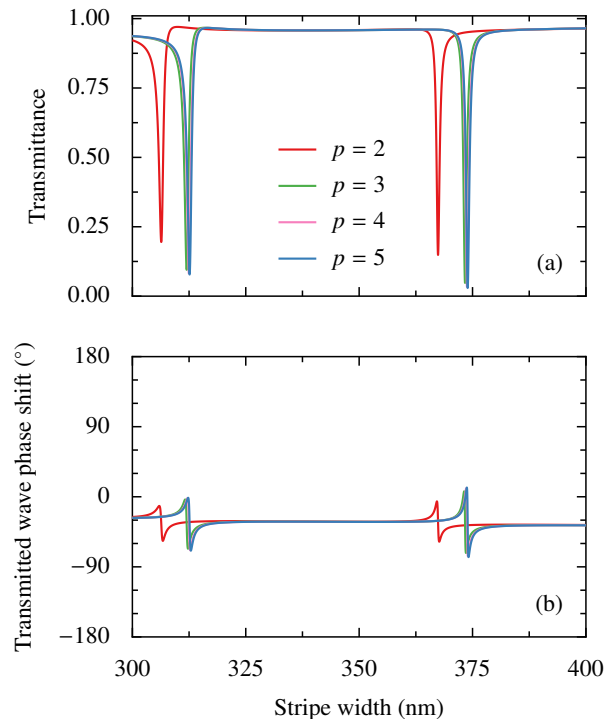 1.00
0.75
0.50
0.25
0.00
Transmittance
p = 2
p = 3
p = 4
p = 5
(a)
180
90
0
−90
−180
Transmitted wave phase shift (°)
(b)
300 325 350 375 400
Stripe width (nm)